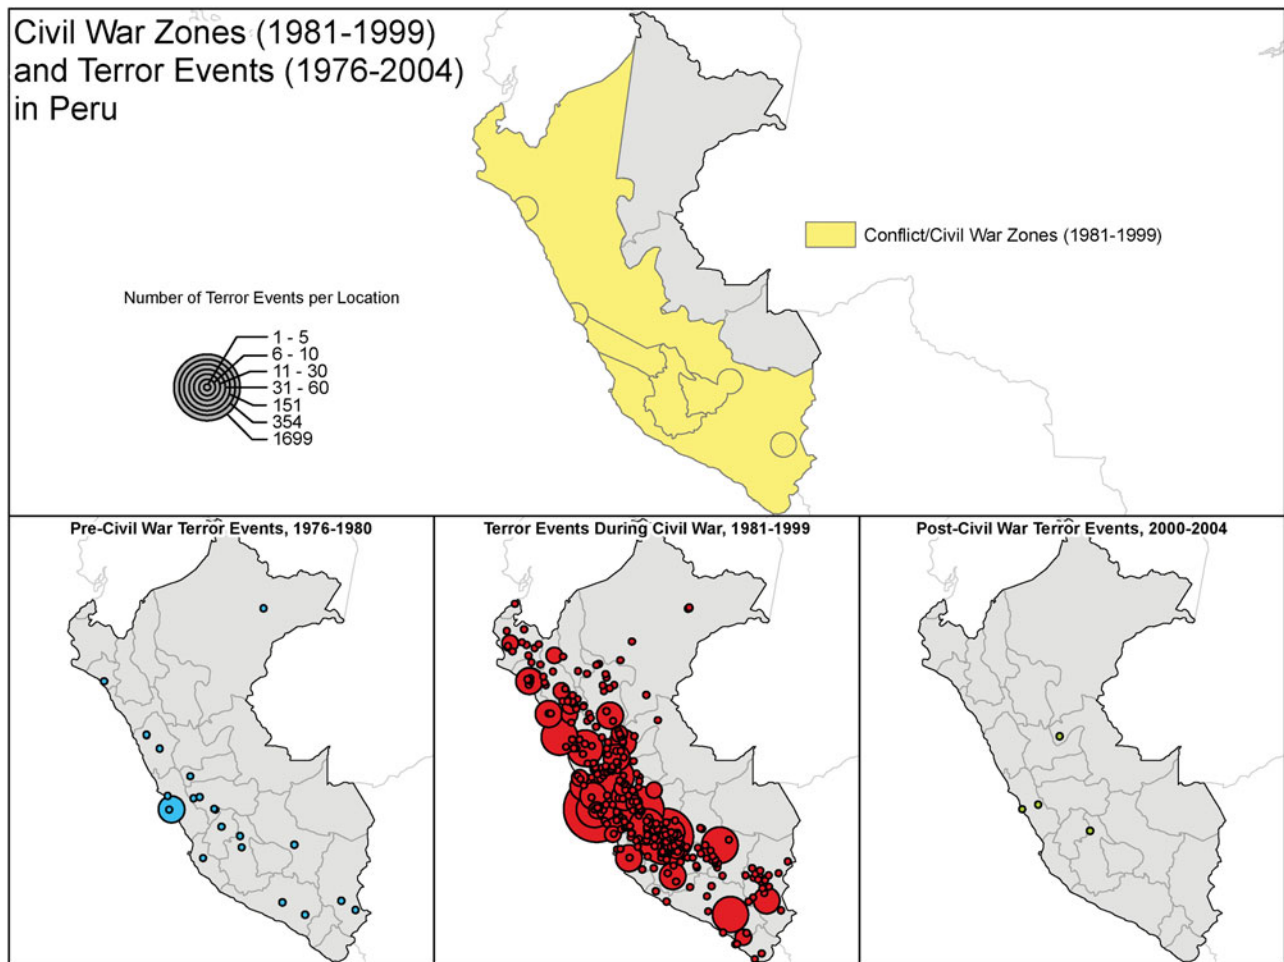 Civil War Zones (1981-1999)
and Terror Events (1976-2004)
in Peru
Conflict/Civil War Zones (1981-1999)
Number of Terror Events per Location
1 - 5
6 - 10
11 - 30
31 - 60
151
354
1699
Pre-Civil War Terror Events, 1976-1980
Terror Events During Civil War, 1981-1999
Post-Civil War Terror Events, 2000-2004